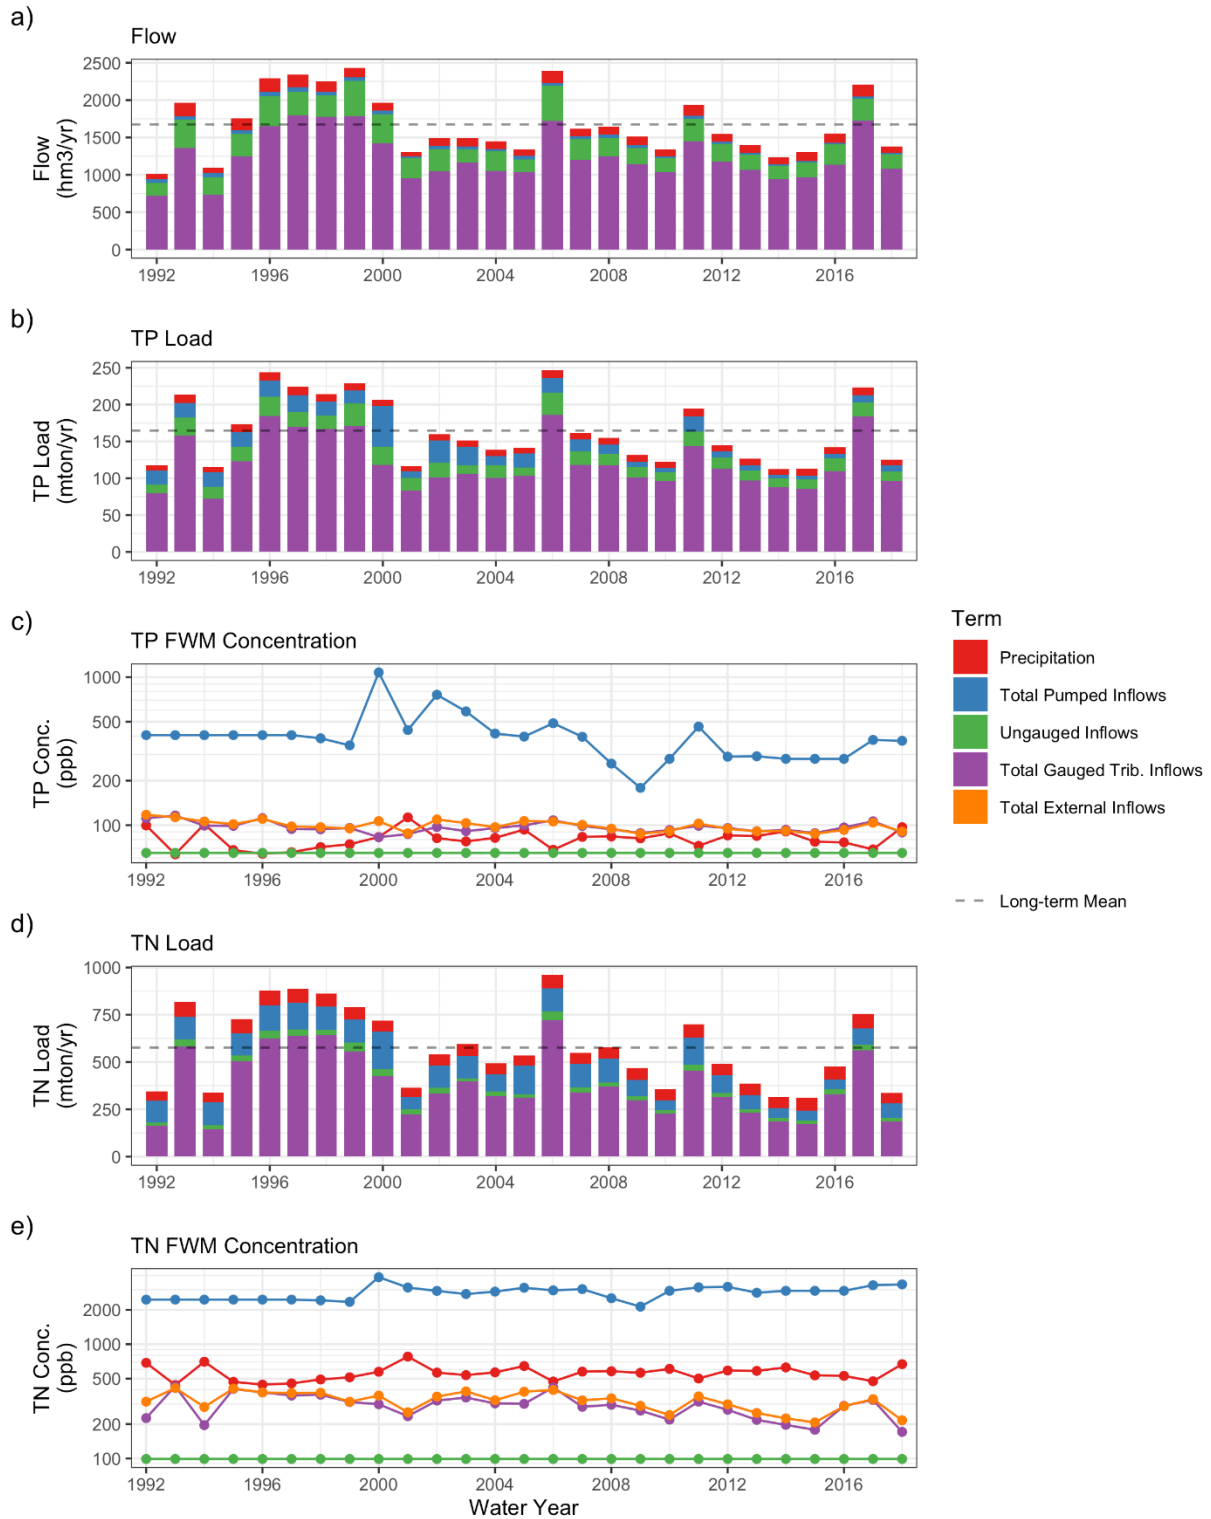 a)
Flow
2500
2000
1500
1000
500
0
Flow
(hm3/yr)
1992 1996 2000 2004 2008 2012 2016
b)
TP Load
250
200
150
100
50
0
TP Load
(mton/yr)
1992 1996 2000 2004 2008 2012 2016
c)
TP FWM Concentration
1000
500
200
100
TP Conc.
(ppb)
1992 1996 2000 2004 2008 2012 2016
Term
Precipitation
Total Pumped Inflows
Ungauged Inflows
Total Gauged Trib. Inflows
Total External Inflows
Long-term Mean
d)
TN Load
1000
750
500
250
0
TN Load
(mton/yr)
1992 1996 2000 2004 2008 2012 2016
e)
TN FWM Concentration
2000
1000
500
200
100
TN Conc.
(ppb)
1992 1996 2000 2004 2008 2012 2016
Water Year